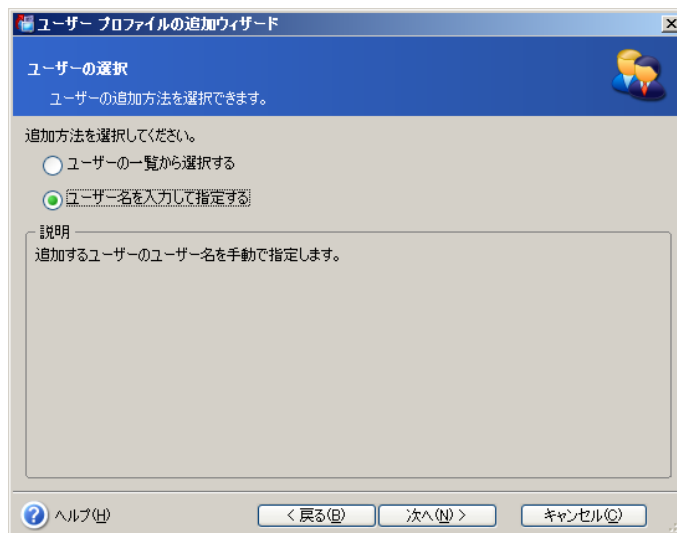 ユーザー プロファイルの追加ウィザード
ユーザーの選択
ユーザーの追加方法を選択できます。
追加方法を選択してください。
ユーザーの一覧から選択する
ユーザー名を入力して指定する
説明
追加するユーザーのユーザー名を手動で指定します。
ヘルプ(H)
< 戻る(B)
次へ(N) >
キャンセル(C)